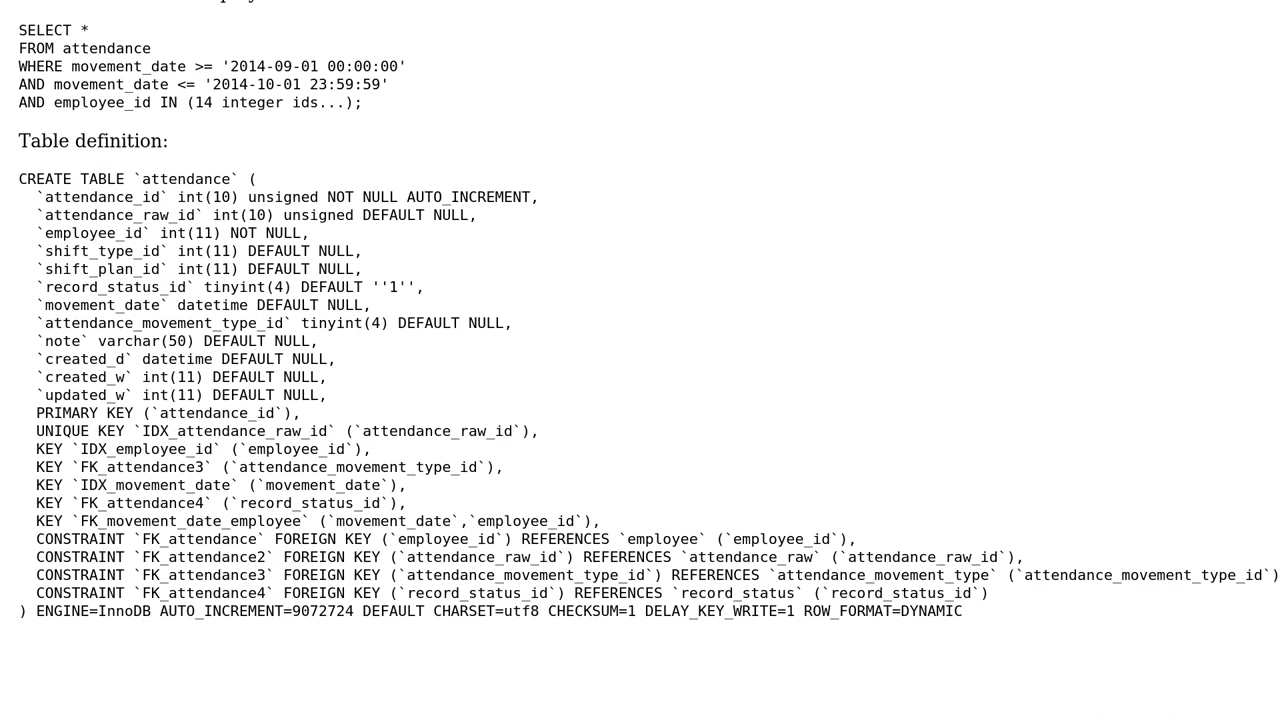 SELECT *
FROM attendance
WHERE movement_date >= '2014-09-01 00:00:00'
AND movement_date <= '2014-10-01 23:59:59'
AND employee_id IN (14 integer ids...);
Table definition:
CREATE TABLE `attendance` (
  `attendance_id` int(10) unsigned NOT NULL AUTO_INCREMENT,
  `attendance_raw_id` int(10) unsigned DEFAULT NULL,
  `employee_id` int(11) NOT NULL,
  `shift_type_id` int(11) DEFAULT NULL,
  `shift_plan_id` int(11) DEFAULT NULL,
  `record_status_id` tinyint(4) DEFAULT ''1'',
  `movement_date` datetime DEFAULT NULL,
  `attendance_movement_type_id` tinyint(4) DEFAULT NULL,
  `note` varchar(50) DEFAULT NULL,
  `created_d` datetime DEFAULT NULL,
  `created_w` int(11) DEFAULT NULL,
  `updated_w` int(11) DEFAULT NULL,
  PRIMARY KEY (`attendance_id`),
  UNIQUE KEY `IDX_attendance_raw_id` (`attendance_raw_id`),
  KEY `IDX_employee_id` (`employee_id`),
  KEY `FK_attendance3` (`attendance_movement_type_id`),
  KEY `IDX_movement_date` (`movement_date`),
  KEY `FK_attendance4` (`record_status_id`),
  KEY `FK_movement_date_employee` (`movement_date`,`employee_id`),
  CONSTRAINT `FK_attendance` FOREIGN KEY (`employee_id`) REFERENCES `employee` (`employee_id`),
  CONSTRAINT `FK_attendance2` FOREIGN KEY (`attendance_raw_id`) REFERENCES `attendance_raw` (`attendance_raw_id`),
  CONSTRAINT `FK_attendance3` FOREIGN KEY (`attendance_movement_type_id`) REFERENCES `attendance_movement_type` (`attendance_movement_type_id`)
  CONSTRAINT `FK_attendance4` FOREIGN KEY (`record_status_id`) REFERENCES `record_status` (`record_status_id`)
) ENGINE=InnoDB AUTO_INCREMENT=9072724 DEFAULT CHARSET=utf8 CHECKSUM=1 DELAY_KEY_WRITE=1 ROW_FORMAT=DYNAMIC